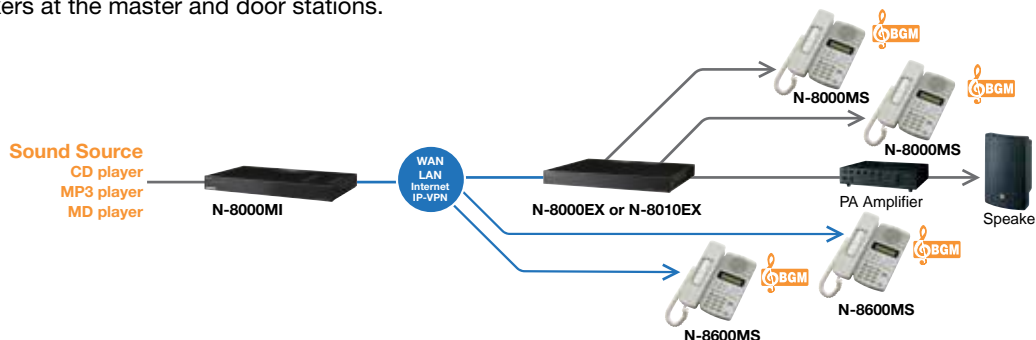 kers at the master and door stations.
BGM
N-8000MS
BGM
N-8000MS
Sound Source
CD player
MP3 player
MD player
N-8000MI
WAN
LAN
Internet
IP-VPN
N-8000EX or N-8010EX
PA Amplifier
Speake
BGM
N-8600MS
BGM
N-8600MS